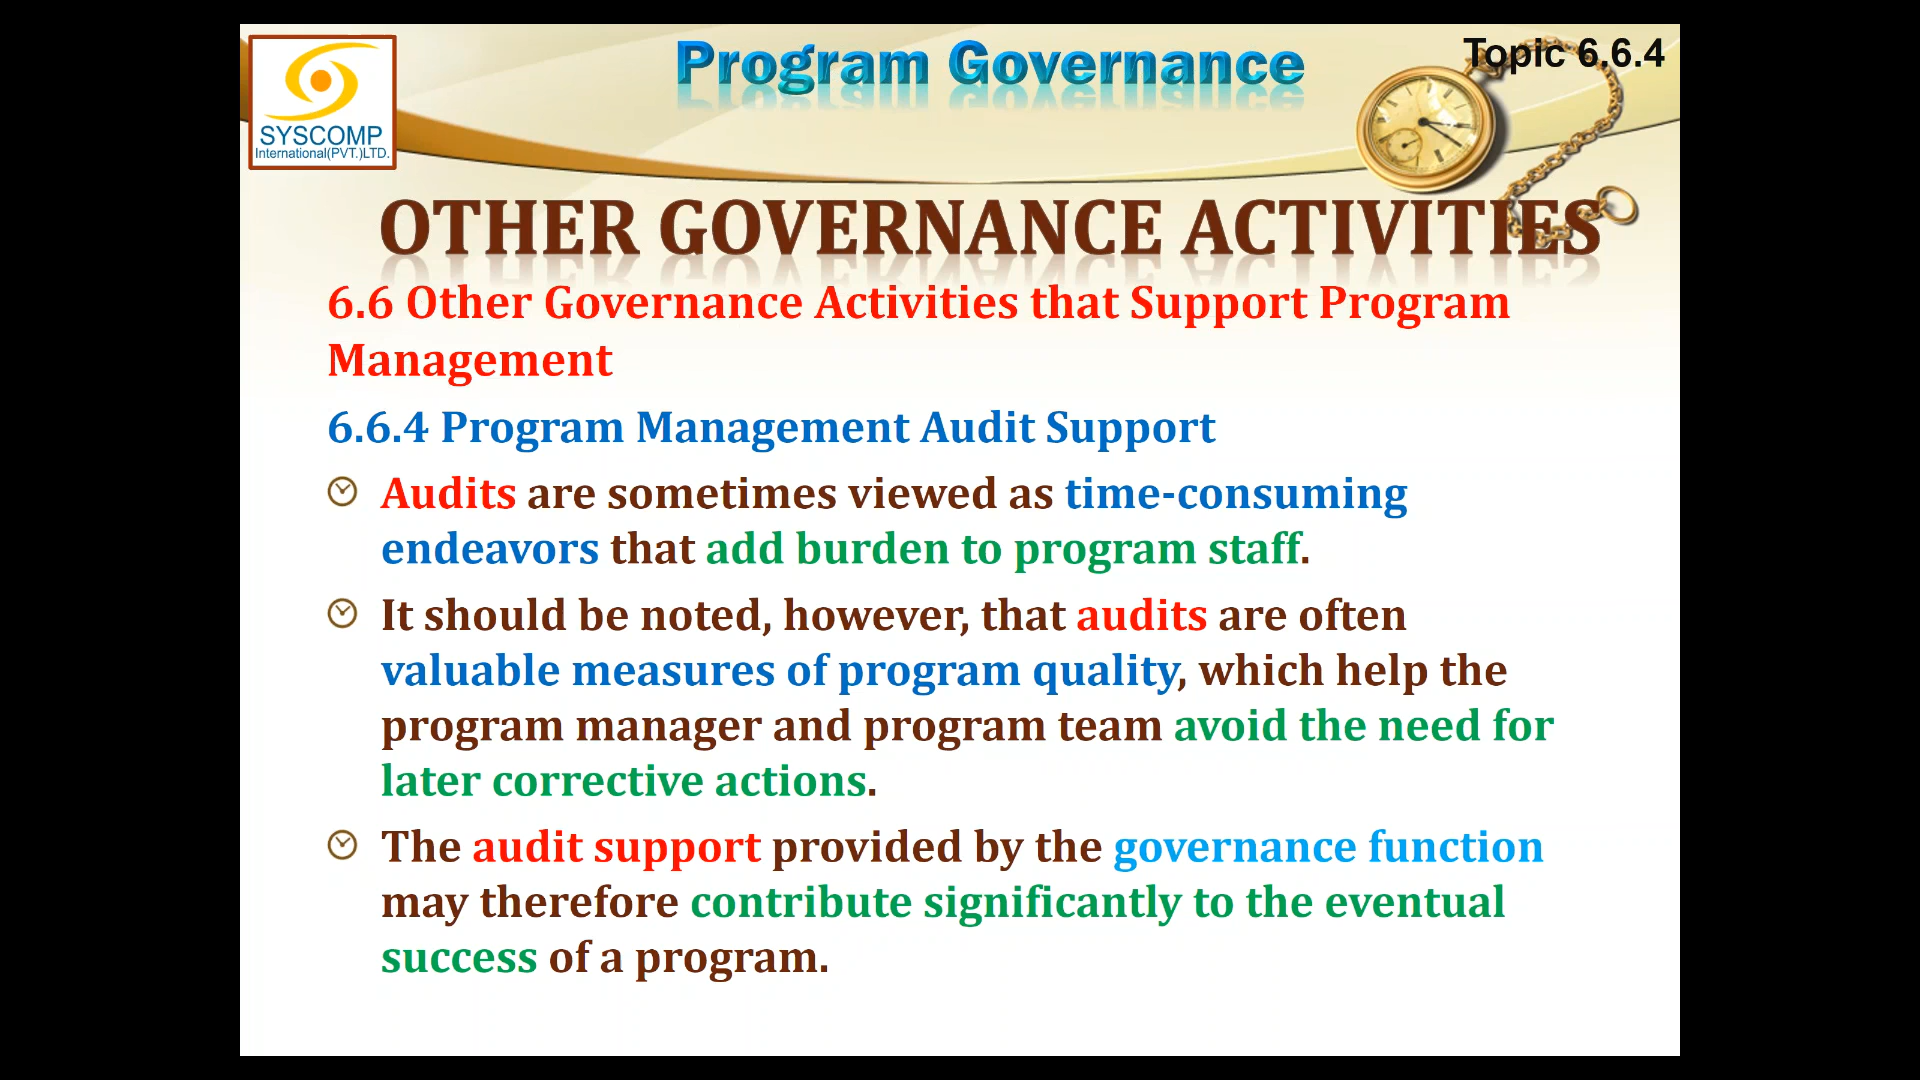 Program Governance
Topic 6.6.4
SYSCOMP
International(PVT.)LTD.
OTHER GOVERNANCE ACTIVITIES
6.6 Other Governance Activities that Support Program
Management
6.6.4 Program Management Audit Support
Audits are sometimes viewed as time-consuming
endeavors that add burden to program staff.
It should be noted, however, that audits are often
valuable measures of program quality, which help the
program manager and program team avoid the need for
later corrective actions.
The audit support provided by the governance function
may therefore contribute significantly to the eventual
success of a program.